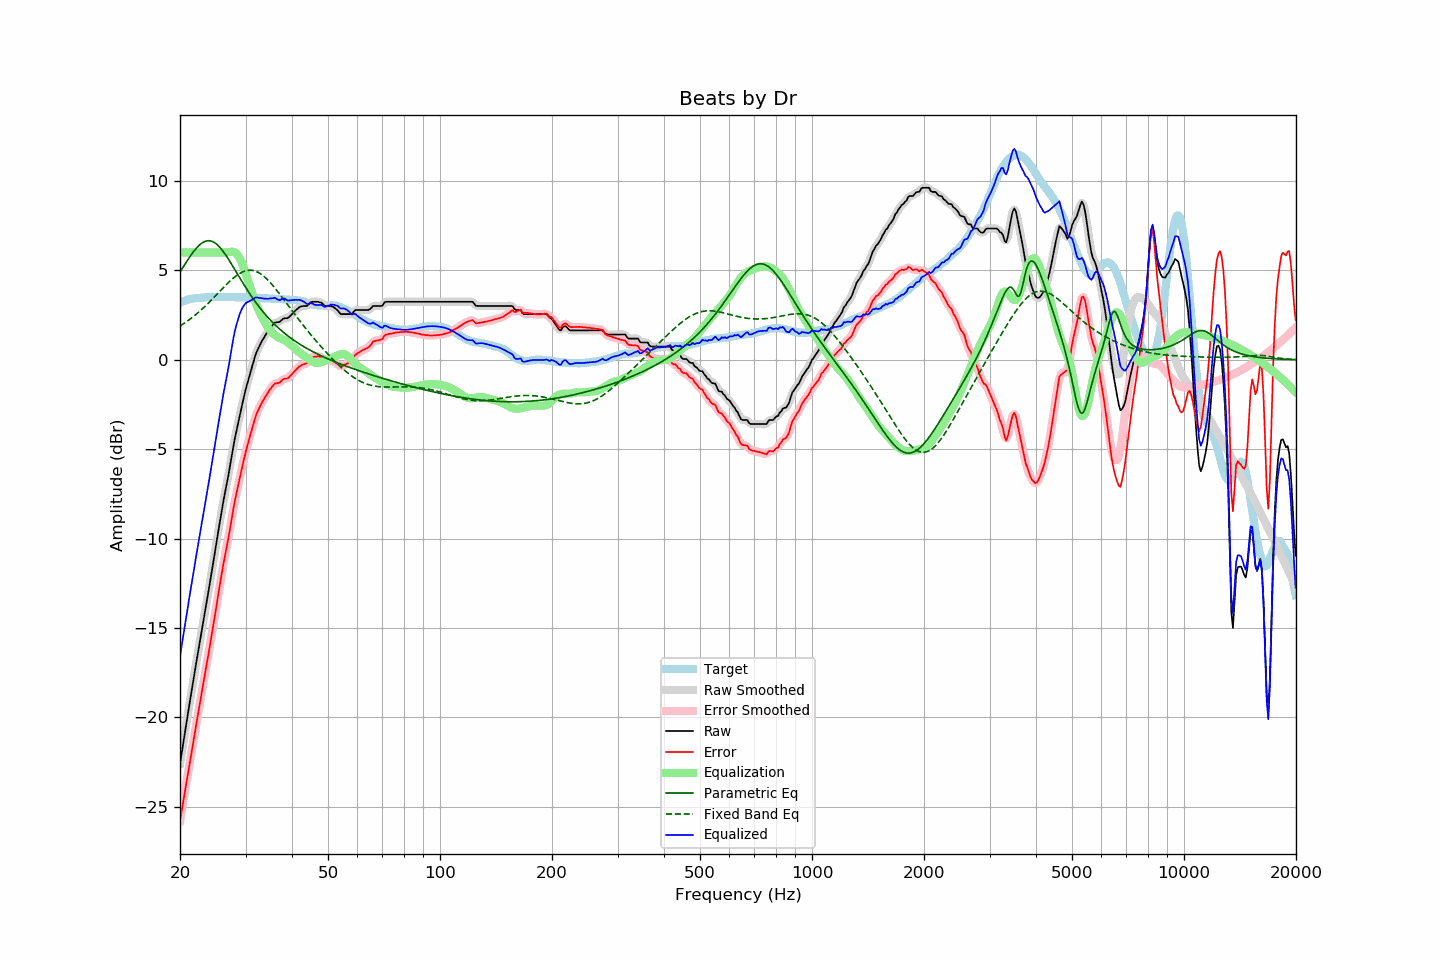 Beats by Dr
Amplitude (dBr)
10
5
0
−5
−10
−15
−20
−25
Target
Raw Smoothed
Error Smoothed
Raw
Error
Equalization
Parametric Eq
Fixed Band Eq
Equalized
20 50 100 200 500 1000 2000 5000 10000 20000
Frequency (Hz)